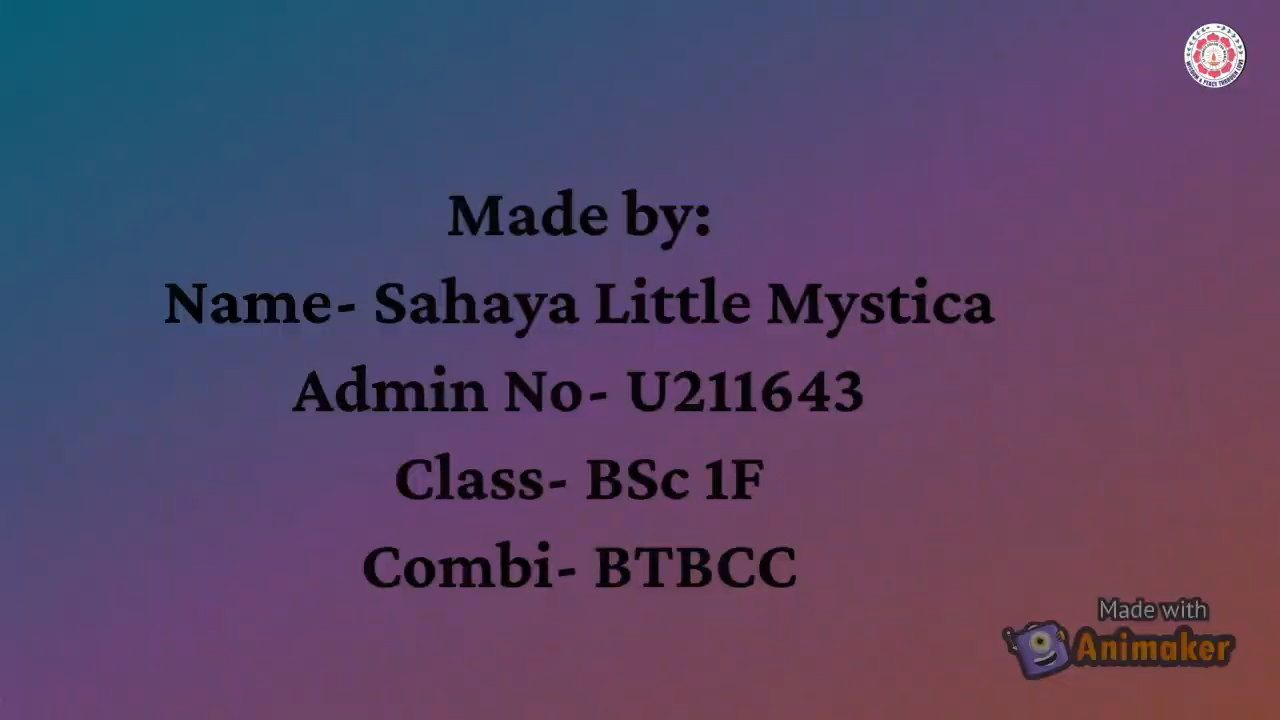 Made by:
Name- Sahaya Little Mystica
Admin No- U211643
Class- BSc 1F
Combi- BTBCC
Made with
Animaker